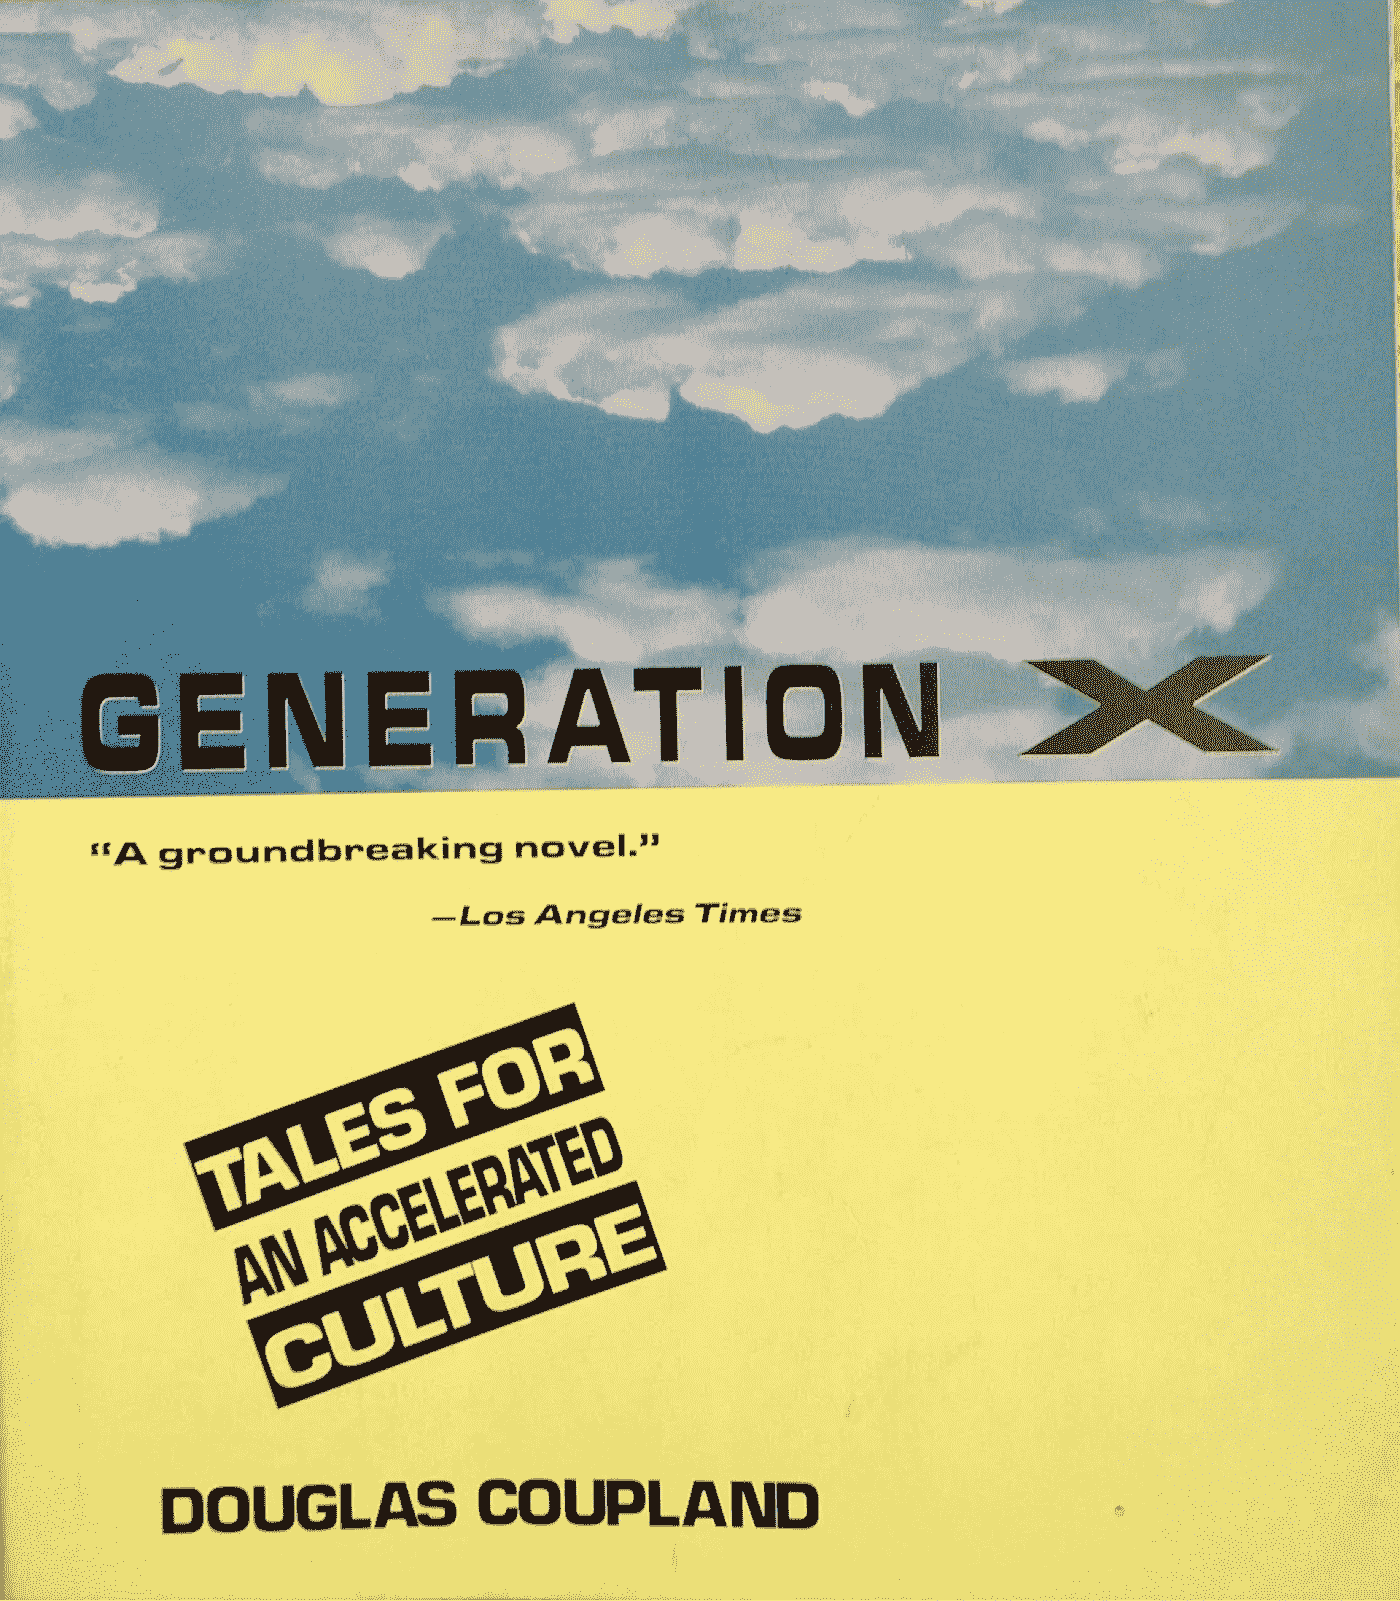 GENERATION X
“A groundbreaking novel.”
—Los Angeles Times
TALES FOR
AN ACCELERATED
CULTURE
DOUGLAS COUPLAND